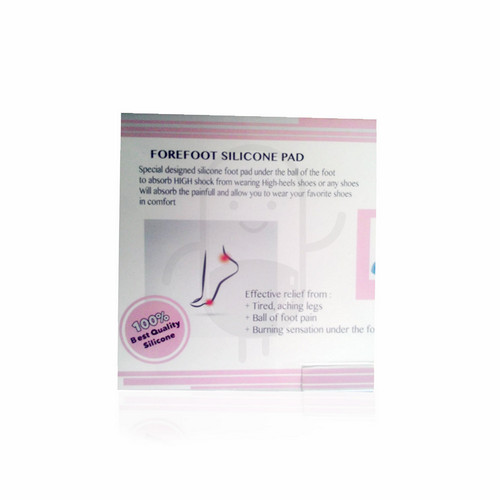 FOREFOOT SILICONE PAD
Special designed silicone foot pad under the ball of the foot
to absorb HIGH shock from wearing High-heels shoes or any shoes
Will absorb the painfull and allow you to wear your favorite shoes
in comfort
Effective relief from :
+ Tired, aching legs
+ Ball of foot pain
+ Burning sensation under the fo
100%
Best Quality
Silicone